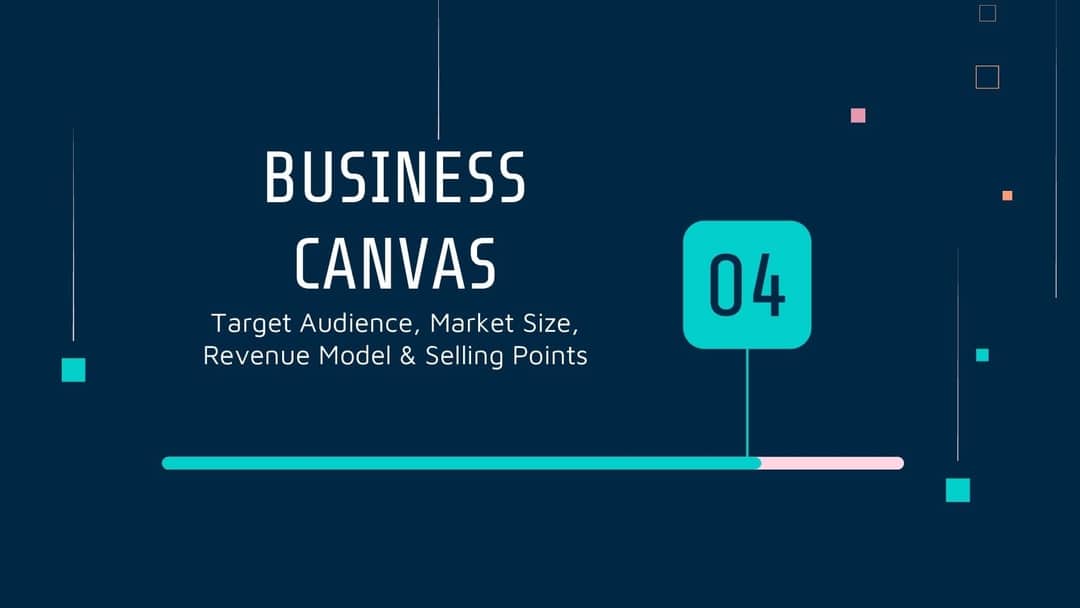 BUSINESS
CANVAS
Target Audience, Market Size,
Revenue Model & Selling Points
04